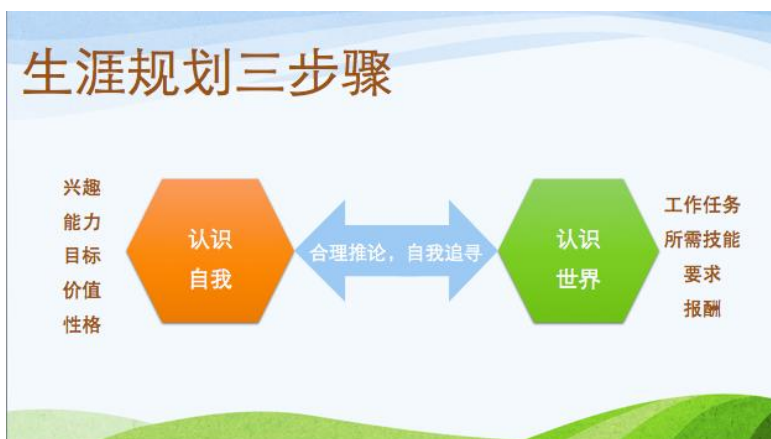 生涯规划三步骤
兴趣
能力
目标
价值
性格
认识
自我
合理推论，自我追寻
认识
世界
工作任务
所需技能
要求
报酬